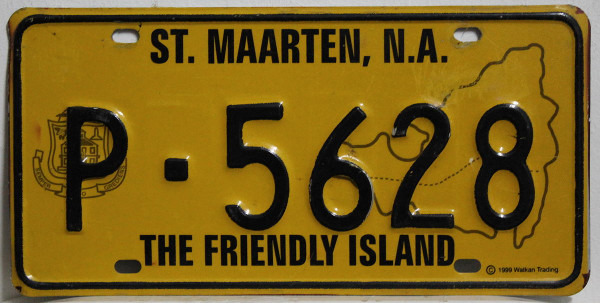 ST. MAARTEN, N.A.
P·5628
THE FRIENDLY ISLAND
© 1999 Walkan Trading